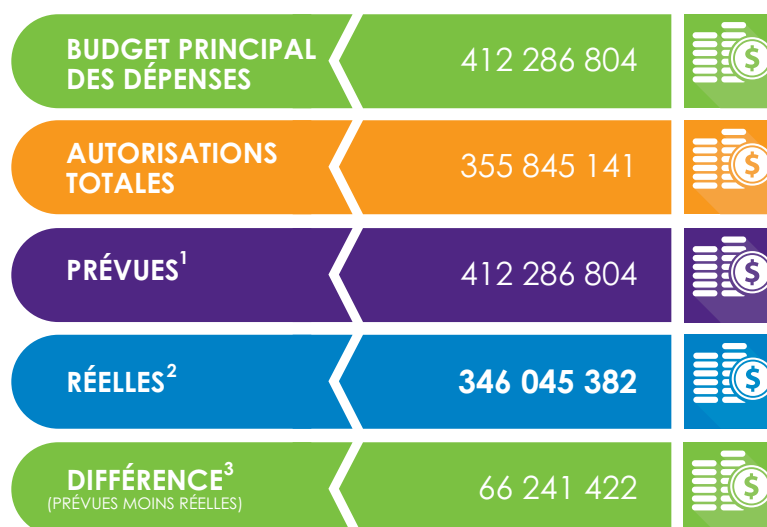 BUDGET PRINCIPAL
DES DÉPENSES
412 286 804
$
AUTORISATIONS
TOTALES
355 845 141
$
PRÉVUES1
412 286 804
$
RÉELLES2
346 045 382
$
DIFFÉRENCE3
(PRÉVUES MOINS RÉELLES)
66 241 422
$